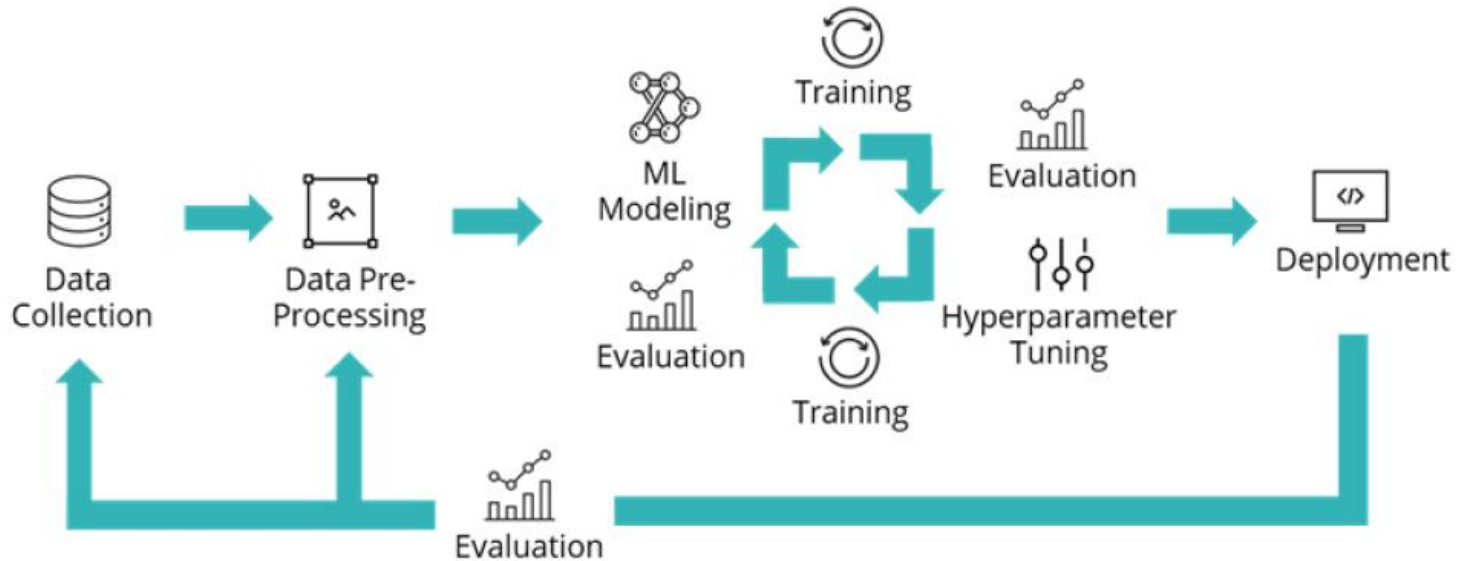 Data
Collection
Data Pre-
Processing
ML
Modeling
Training
Evaluation
Hyperparameter
Tuning
Training
Evaluation
Deployment
Evaluation